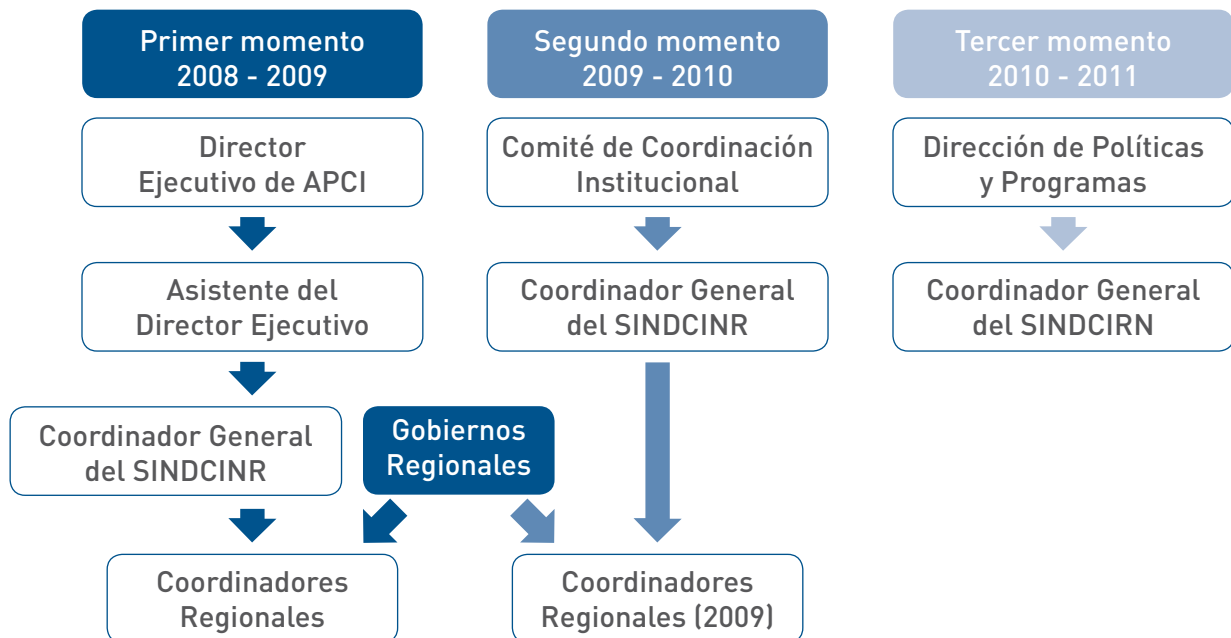 Primer momento
2008 - 2009
Segundo momento
2009 - 2010
Tercer momento
2010 - 2011
Director
Ejecutivo de APCI
Comité de Coordinación
Institucional
Dirección de Políticas
y Programas
Asistente del
Director Ejecutivo
Coordinador General
del SINDCINR
Coordinador General
del SINDCIRN
Coordinador General
del SINDCINR
Gobiernos
Regionales
Coordinadores
Regionales
Coordinadores
Regionales (2009)